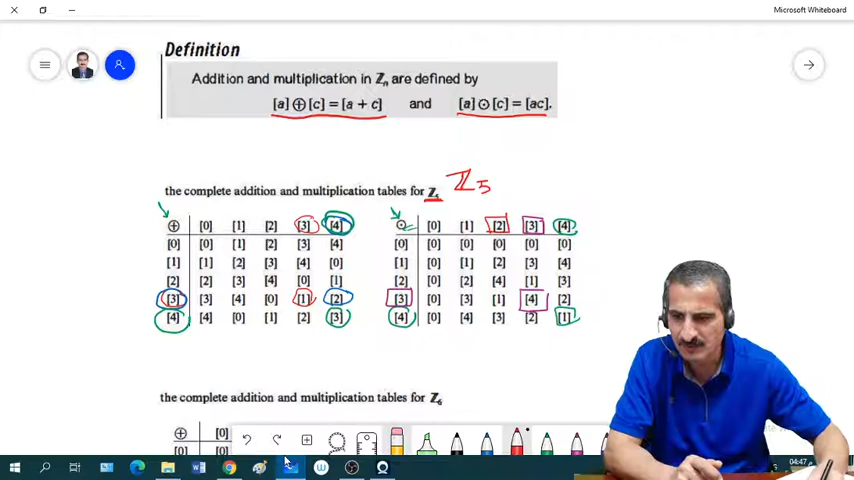 Microsoft Whiteboard
Definition
Addition and multiplication in ℤn are defined by
[a] ⊕ [c] = [a + c] and [a] ⊙ [c] = [ac].
the complete addition and multiplication tables for ℤ5 ℤ5
⊕ [0] [1] [2] [3] [4]
[0] [0] [1] [2] [3] [4]
[1] [1] [2] [3] [4] [0]
[2] [2] [3] [4] [0] [1]
[3] [3] [4] [0] [1] [2]
[4] [4] [0] [1] [2] [3]
⊙ [0] [1] [2] [3] [4]
[0] [0] [0] [0] [0] [0]
[1] [0] [1] [2] [3] [4]
[2] [0] [2] [4] [1] [3]
[3] [0] [3] [1] [4] [2]
[4] [0] [4] [3] [2] [1]
the complete addition and multiplication tables for ℤ6
⊕ [0]
[0] [0]
04:47